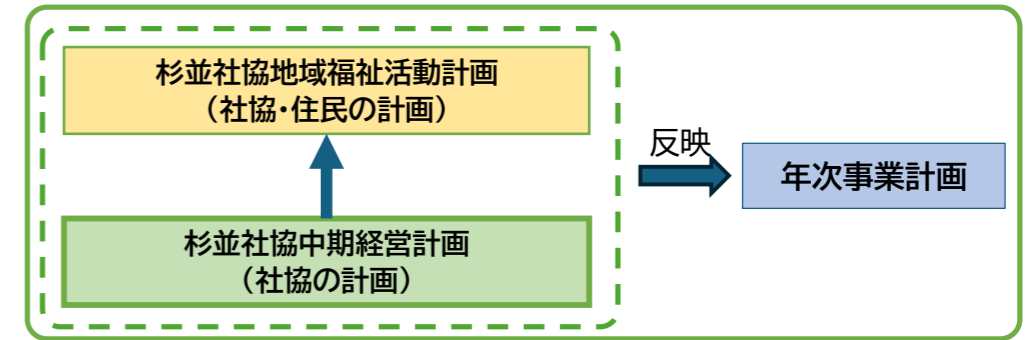 杉並社協地域福祉活動計画
（社協・住民の計画）
反映
年次事業計画
杉並社協中期経営計画
（社協の計画）